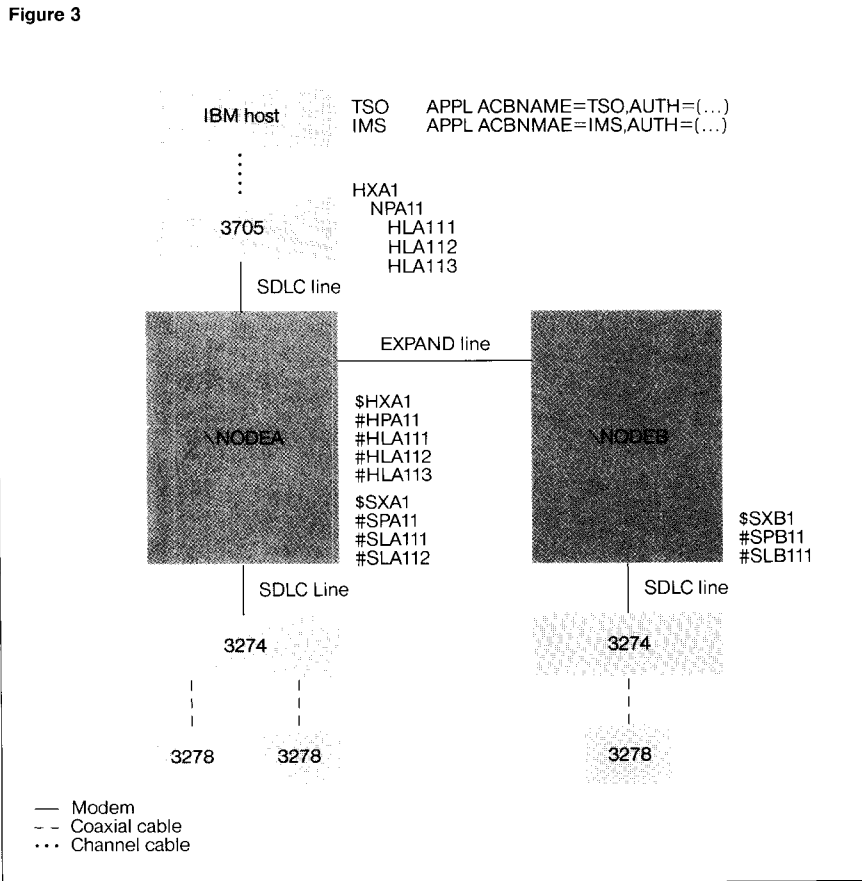 Figure 3
IBM host
TSO APPL ACBNAME=TSO,AUTH=(...)
IMS APPL ACBNMAE=IMS,AUTH=(...)
3705
HXA1
NPA11
HLA111
HLA112
HLA113
SDLC line
EXPAND line
\NODEA
$HXA1
#HPA11
#HLA111
#HLA112
#HLA113
$SXA1
#SPA11
#SLA111
#SLA112
\NODEB
$SXB1
#SPB11
#SLB111
SDLC Line
SDLC line
3274
3274
3278
3278
3278
Modem
Coaxial cable
Channel cable